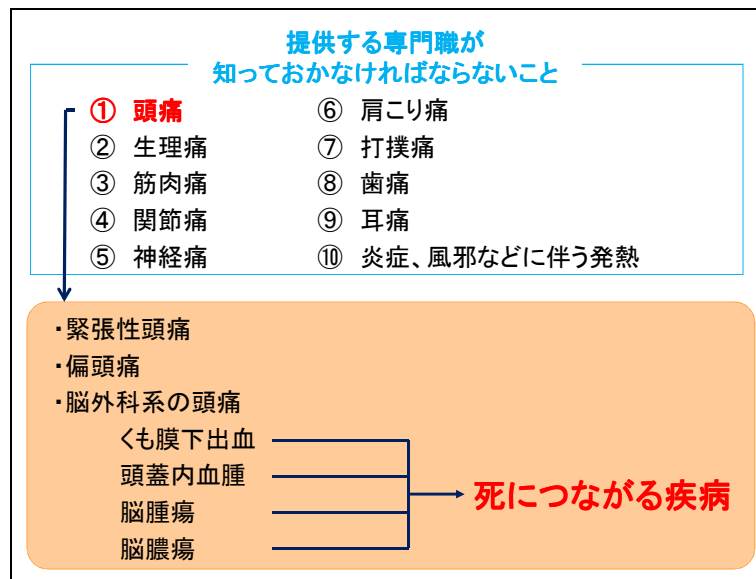 提供する専門職が
知っておかなければならないこと
① 頭痛
② 生理痛
③ 筋肉痛
④ 関節痛
⑤ 神経痛
⑥ 肩こり痛
⑦ 打撲痛
⑧ 歯痛
⑨ 耳痛
⑩ 炎症、風邪などに伴う発熱
・緊張性頭痛
・偏頭痛
・脳外科系の頭痛
くも膜下出血
頭蓋内血腫
脳腫瘍
脳膿瘍
死につながる疾病